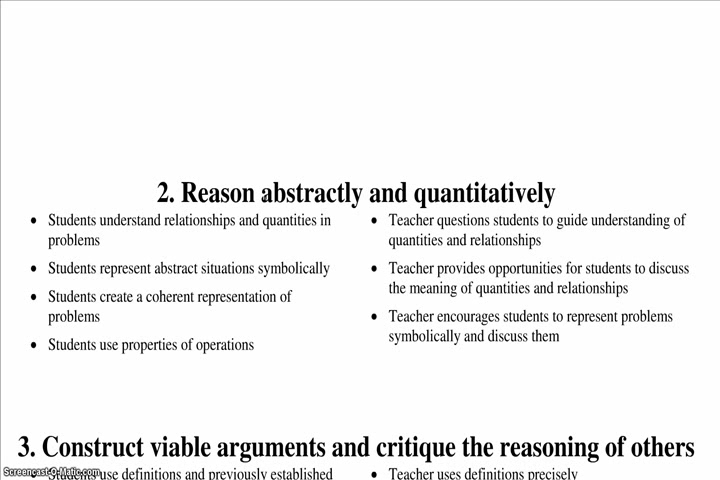 2. Reason abstractly and quantitatively
• Students understand relationships and quantities in
problems
• Students represent abstract situations symbolically
• Students create a coherent representation of
problems
• Students use properties of operations
• Teacher questions students to guide understanding of
quantities and relationships
• Teacher provides opportunities for students to discuss
the meaning of quantities and relationships
• Teacher encourages students to represent problems
symbolically and discuss them
3. Construct viable arguments and critique the reasoning of others
• Students use definitions and previously established
• Teacher uses definitions precisely
Screencast-O-Matic.com